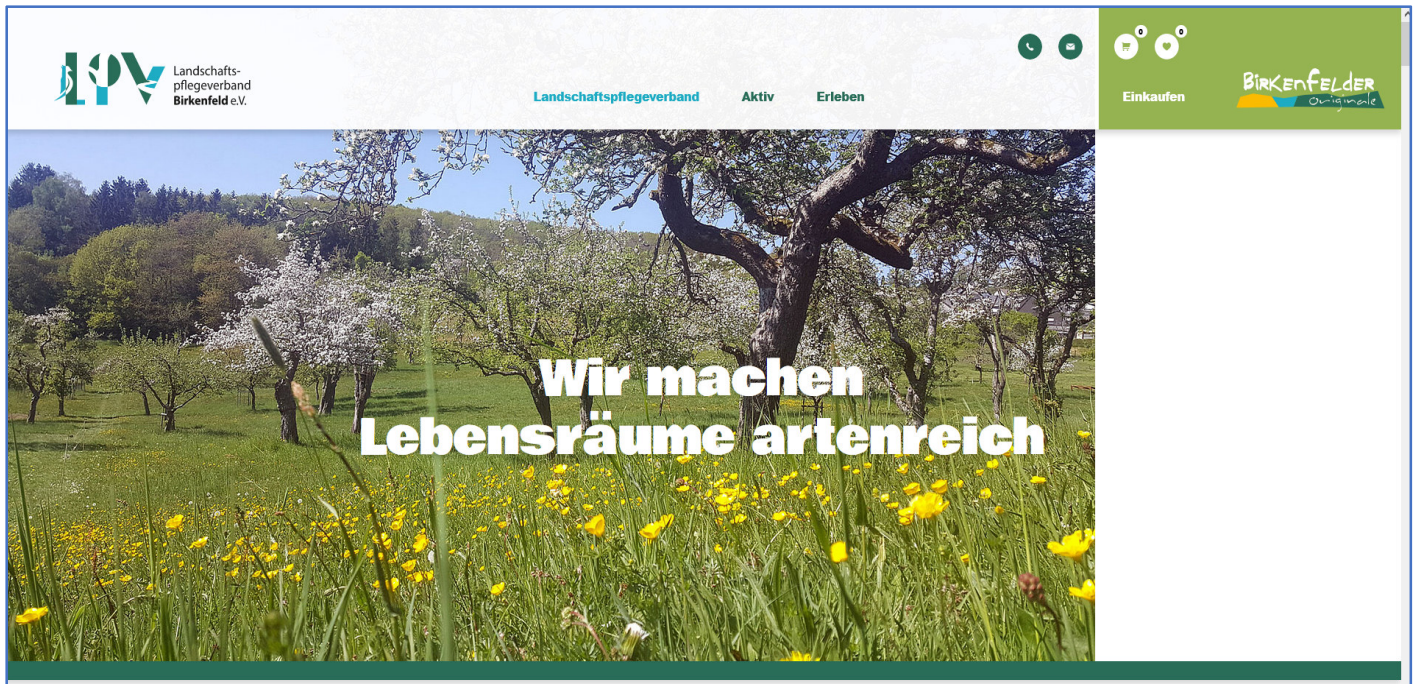 LPV
Landschafts-
pflegeverband
Birkenfeld e.V.
Landschaftspflegeverband
Aktiv
Erleben
0
0
Einkaufen
BIRKENFELDER
Originale
Wir machen
Lebensräume artenreich